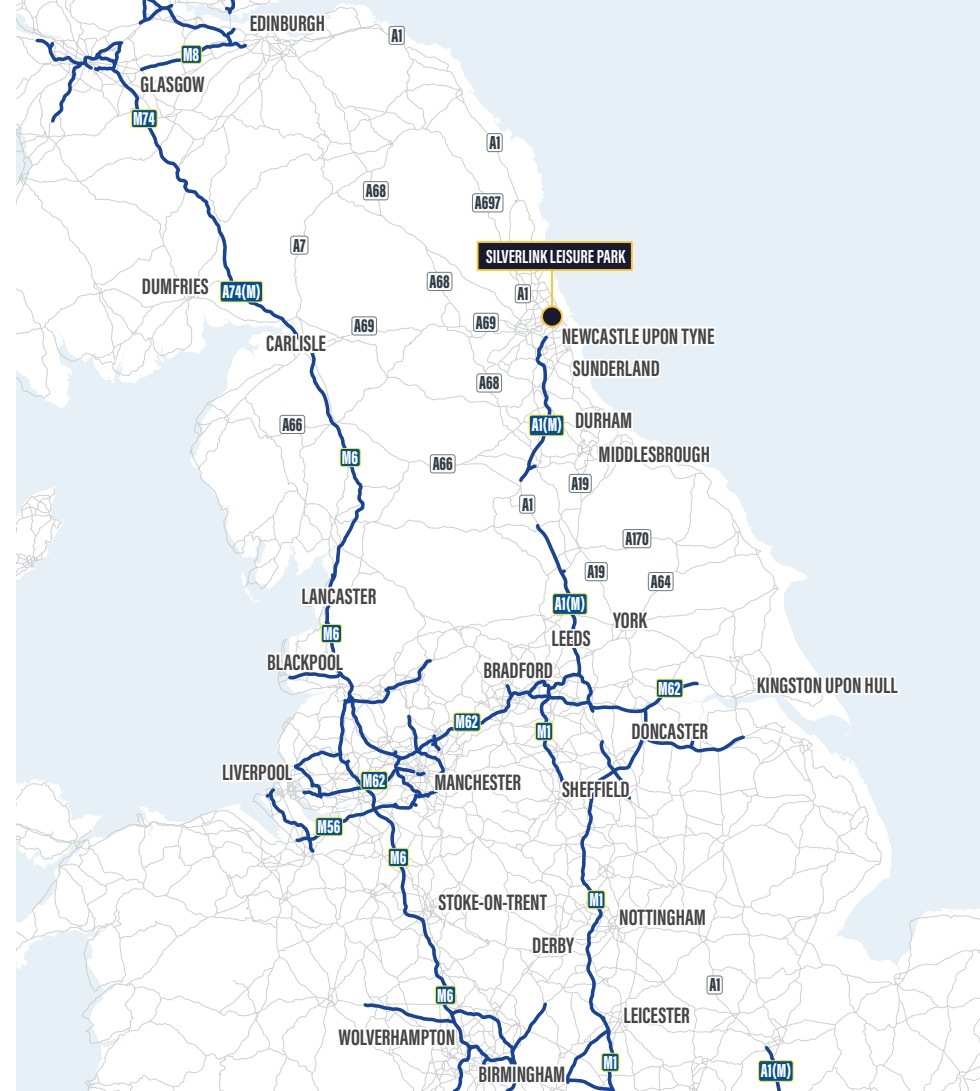 EDINBURGH
A1
M8
GLASGOW
M74
A1
A68
A697
A7
SILVERLINK LEISURE PARK
A68
DUMFRIES
A74(M)
A1
A69
A69
NEWCASTLE UPON TYNE
CARLISLE
SUNDERLAND
A68
A66
DURHAM
A1(M)
MIDDLESBROUGH
M6
A66
A19
A1
A170
A19
A64
LANCASTER
A1(M)
YORK
M6
LEEDS
BLACKPOOL
BRADFORD
M62
KINGSTON UPON HULL
M62
M1
DONCASTER
LIVERPOOL
M62
MANCHESTER
SHEFFIELD
M56
M6
M1
STOKE-ON-TRENT
NOTTINGHAM
DERBY
A1
M6
LEICESTER
WOLVERHAMPTON
M1
A1(M)
BIRMINGHAM